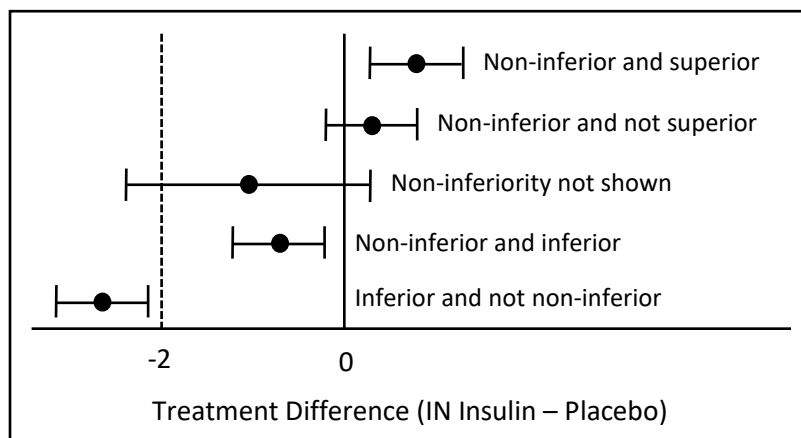 Non-inferior and superior
Non-inferior and not superior
Non-inferiority not shown
Non-inferior and inferior
Inferior and not non-inferior
-2
0
Treatment Difference (IN Insulin – Placebo)